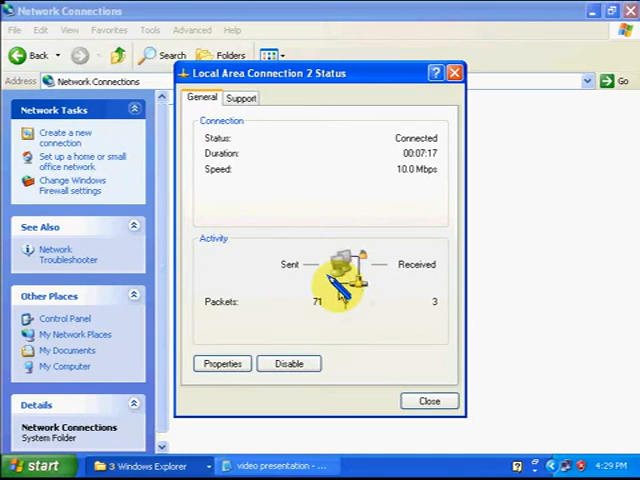 Network Connections
File Edit View Favorites Tools Advanced Help
Back Search Folders
Address Network Connections Go
Network Tasks
Create a new
connection
Set up a home or small
office network
Change Windows
Firewall settings
See Also
Network
Troubleshooter
Other Places
Control Panel
My Network Places
My Documents
My Computer
Details
Network Connections
System Folder
Local Area Connection 2 Status
General Support
Connection
Status: Connected
Duration: 00:07:17
Speed: 10.0 Mbps
Activity
Sent Received
Packets: 71 3
Properties Disable
Close
start 3 Windows Explorer video presentation - ... 4:29 PM